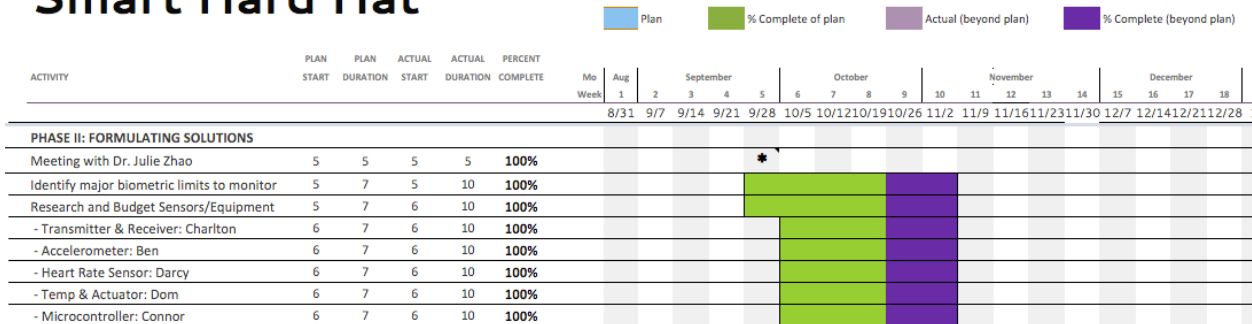 Smart Hard Hat
Plan % Complete of plan Actual (beyond plan) % Complete (beyond plan)
PLAN PLAN ACTUAL ACTUAL PERCENT
ACTIVITY START DURATION START DURATION COMPLETE Mo Aug September October November December
Week 1 2 3 4 5 6 7 8 9 10 11 12 13 14 15 16 17 18
8/31 9/7 9/14 9/21 9/28 10/5 10/12 10/19 10/26 11/2 11/9 11/16 11/23 11/30 12/7 12/14 12/21 12/28
PHASE II: FORMULATING SOLUTIONS
Meeting with Dr. Julie Zhao 5 5 5 5 100% *
Identify major biometric limits to monitor 5 7 5 10 100%
Research and Budget Sensors/Equipment 5 7 6 10 100%
- Transmitter & Receiver: Charlton 6 7 6 10 100%
- Accelerometer: Ben 6 7 6 10 100%
- Heart Rate Sensor: Darcy 6 7 6 10 100%
- Temp & Actuator: Dom 6 7 6 10 100%
- Microcontroller: Connor 6 7 6 10 100%